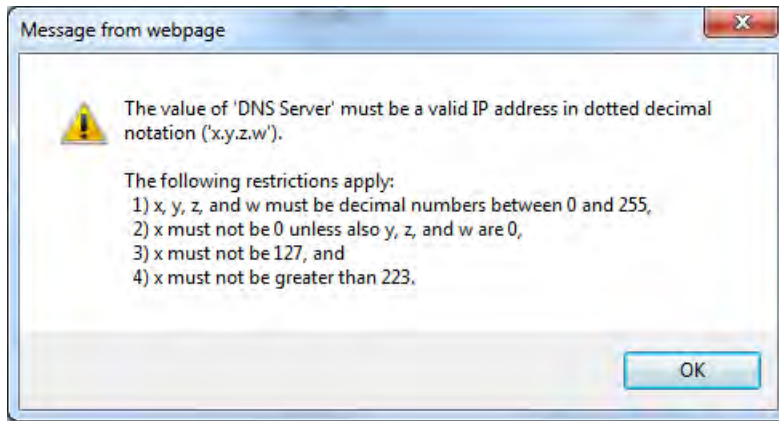 Message from webpage
The value of 'DNS Server' must be a valid IP address in dotted decimal
notation ('x.y.z.w').
The following restrictions apply:
1) x, y, z, and w must be decimal numbers between 0 and 255,
2) x must not be 0 unless also y, z, and w are 0,
3) x must not be 127, and
4) x must not be greater than 223.
OK